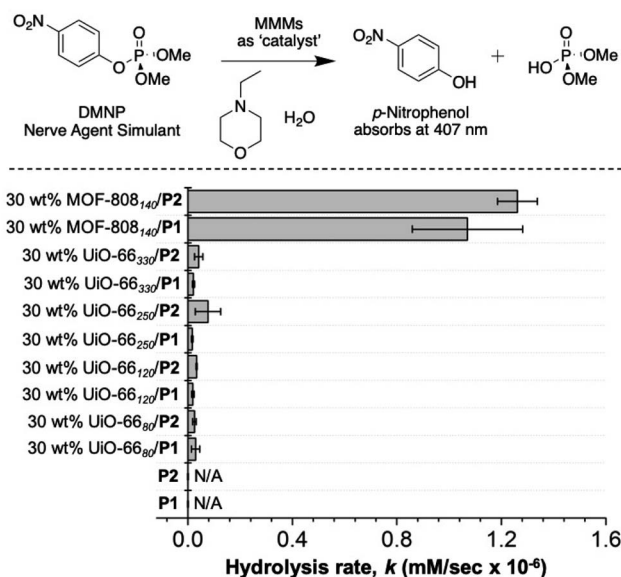 O₂N
O
P
O
OMe
OMe
DMNP
Nerve Agent Simulant
MMMs
as ‘catalyst’
N
O
H₂O
O₂N
OH
p-Nitrophenol
absorbs at 407 nm
+
O
HO
P
OMe
OMe
30 wt% MOF-808₁₄₀/P2
30 wt% MOF-808₁₄₀/P1
30 wt% UiO-66₃₃₀/P2
30 wt% UiO-66₃₃₀/P1
30 wt% UiO-66₂₅₀/P2
30 wt% UiO-66₂₅₀/P1
30 wt% UiO-66₁₂₀/P2
30 wt% UiO-66₁₂₀/P1
30 wt% UiO-66₈₀/P2
30 wt% UiO-66₈₀/P1
P2 N/A
P1 N/A
0.0 0.4 0.8 1.2 1.6
Hydrolysis rate, k (mM/sec x 10⁻⁶)